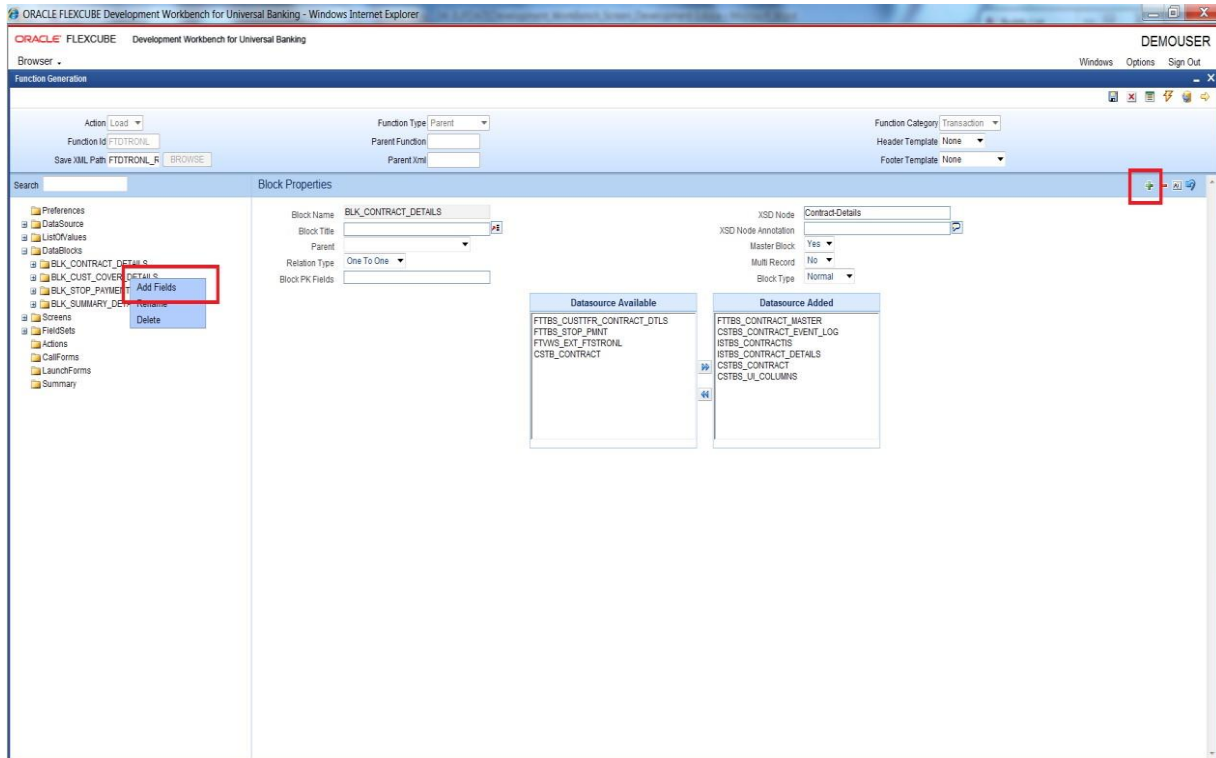 ORACLE FLEXCUBE Development Workbench for Universal Banking - Windows Internet Explorer
ORACLE FLEXCUBE Development Workbench for Universal Banking
DEMOUSER
Browser
Windows Options Sign Out
Function Generation
Action Load
Function Type Parent
Function Category Transaction
Function Id FTDTRONL
Parent Function
Header Template None
Save XML Path FTDTRONL_R BROWSE
Parent Xml
Footer Template None
Search
Block Properties
Preferences
DataSource
ListOfValues
DataBlocks
BLK_CONTRACT_DETAILS
BLK_CUST_COVER_DETAILS
BLK_STOP_PAYMENT
BLK_SUMMARY_DETA
Screens
FieldSets
Actions
CallForms
LaunchForms
Summary
Add Fields
Rename
Delete
Block Name BLK_CONTRACT_DETAILS
XSD Node Contract-Details
Block Title
XSD Node Annotation
Parent
Master Block Yes
Relation Type One To One
Multi Record No
Block PK Fields
Block Type Normal
Datasource Available
FTTBS_CUSTTFR_CONTRACT_DTLS
FTTBS_STOP_PMNT
FTVWS_EXT_FTSTRONL
CSTB_CONTRACT
Datasource Added
FTTBS_CONTRACT_MASTER
CSTBS_CONTRACT_EVENT_LOG
ISTBS_CONTRACTIS
ISTBS_CONTRACT_DETAILS
CSTBS_CONTRACT
CSTBS_UI_COLUMNS